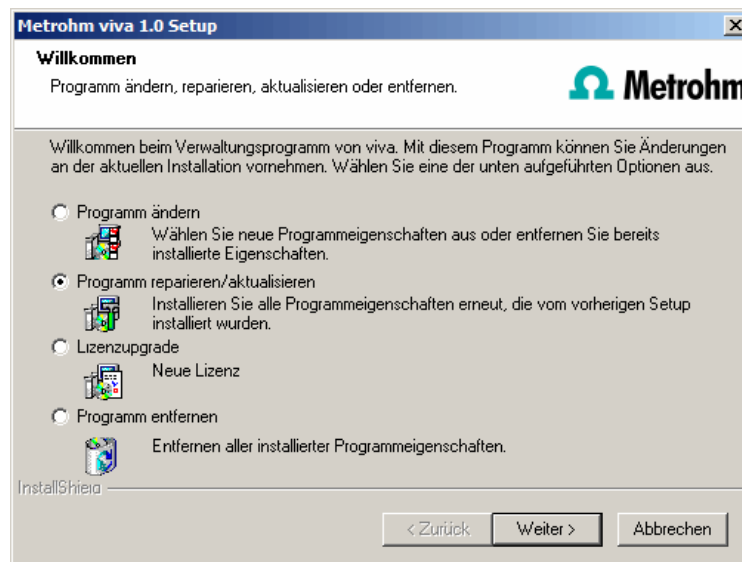 Metrohm viva 1.0 Setup
Willkommen
Programm ändern, reparieren, aktualisieren oder entfernen.
Metrohm
Willkommen beim Verwaltungsprogramm von viva. Mit diesem Programm können Sie Änderungen
an der aktuellen Installation vornehmen. Wählen Sie eine der unten aufgeführten Optionen aus.
Programm ändern
Wählen Sie neue Programmeigenschaften aus oder entfernen Sie bereits
installierte Eigenschaften.
Programm reparieren/aktualisieren
Installieren Sie alle Programmeigenschaften erneut, die vom vorherigen Setup
installiert wurden.
Lizenzupgrade
Neue Lizenz
Programm entfernen
Entfernen aller installierter Programmeigenschaften.
InstallShield
< Zurück
Weiter >
Abbrechen